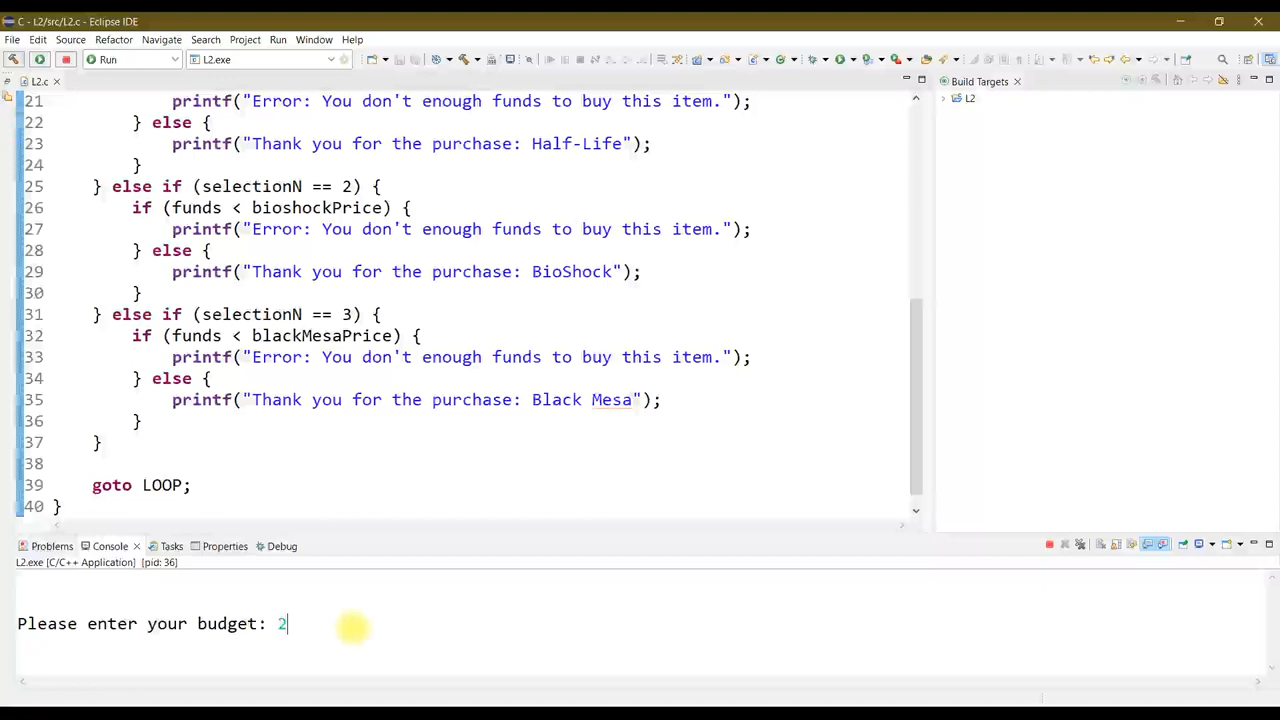 C - L2/src/L2.c - Eclipse IDE
File Edit Source Refactor Navigate Search Project Run Window Help
Run L2.exe
L2.c
Build Targets
L2
21 printf("Error: You don't enough funds to buy this item.");
22 } else {
23 printf("Thank you for the purchase: Half-Life");
24 }
25 } else if (selectionN == 2) {
26 if (funds < bioshockPrice) {
27 printf("Error: You don't enough funds to buy this item.");
28 } else {
29 printf("Thank you for the purchase: BioShock");
30 }
31 } else if (selectionN == 3) {
32 if (funds < blackMesaPrice) {
33 printf("Error: You don't enough funds to buy this item.");
34 } else {
35 printf("Thank you for the purchase: Black Mesa");
36 }
37 }
38
39 goto LOOP;
40 }
Problems Console Tasks Properties Debug
L2.exe [C/C++ Application] [pid: 36]
Please enter your budget: 2